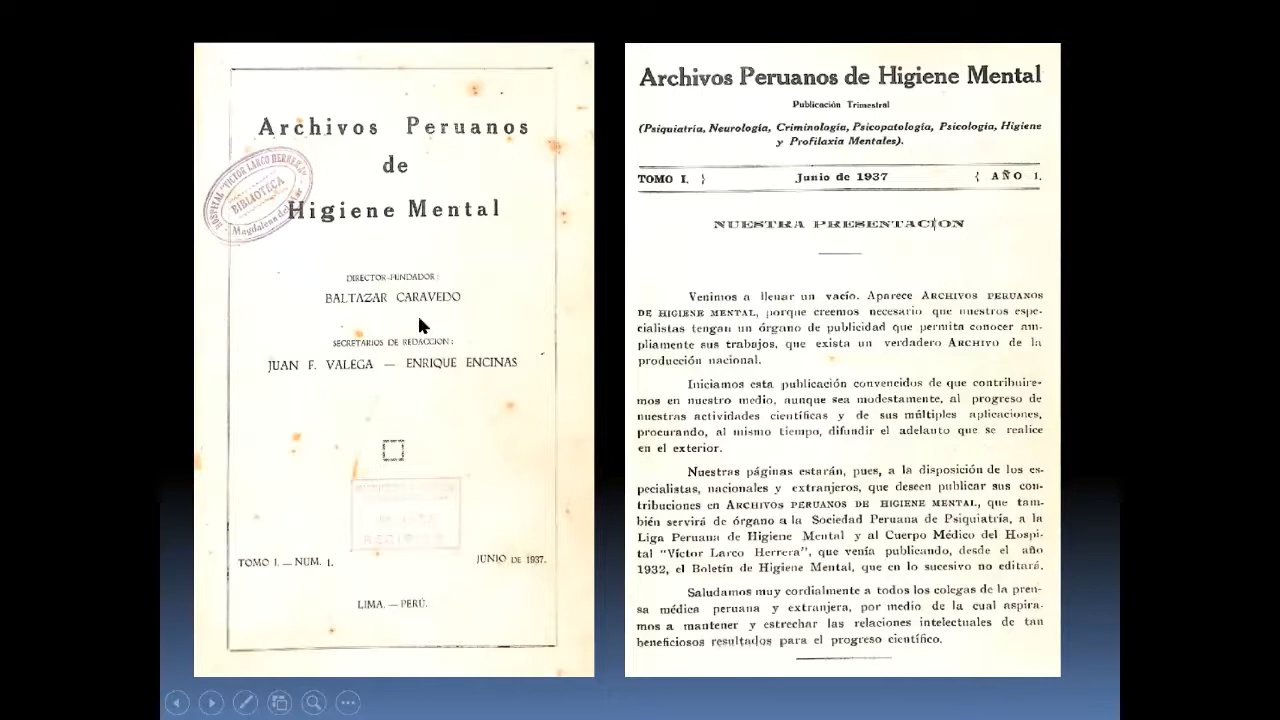 Archivos Peruanos
de
Higiene Mental
HOSPITAL "VICTOR LARCO HERRERA"
BIBLIOTECA
Magdalena del
DIRECTOR-FUNDADOR:
BALTAZAR CARAVEDO
SECRETARIOS DE REDACCION:
JUAN F. VALEGA — ENRIQUE ENCINAS
TOMO I. — NUM. 1.
JUNIO DE 1937.
LIMA. — PERÚ.
Archivos Peruanos de Higiene Mental
Publicación Trimestral
(Psiquiatría, Neurología, Criminología, Psicopatología, Psicología, Higiene
y Profilaxia Mentales).
TOMO I. } Junio de 1937 { AÑO 1.
NUESTRA PRESENTACION
Venimos a llenar un vacío. Aparece ARCHIVOS PERUANOS
DE HIGIENE MENTAL, porque creemos necesario que nuestros espe-
cialistas tengan un órgano de publicidad que permita conocer am-
pliamente sus trabajos, que exista un verdadero ARCHIVO de la
producción nacional.
Iniciamos esta publicación convencidos de que contribuire-
mos en nuestro medio, aunque sea modestamente, al progreso de
nuestras actividades científicas y de sus múltiples aplicaciones,
procurando, al mismo tiempo, difundir el adelanto que se realice
en el exterior.
Nuestras páginas estarán, pues, a la disposición de los es-
pecialistas, nacionales y extranjeros, que deseen publicar sus con-
tribuciones en ARCHIVOS PERUANOS DE HIGIENE MENTAL, que tam-
bién servirá de órgano a la Sociedad Peruana de Psiquiatría, a la
Liga Peruana de Higiene Mental y al Cuerpo Médico del Hospi-
tal "Víctor Larco Herrera", que venía publicando, desde el año
1932, el Boletín de Higiene Mental, que en lo sucesivo no editará.
Saludamos muy cordialmente a todos los colegas de la pren-
sa médica peruana y extranjera, por medio de la cual aspira-
mos a mantener y estrechar las relaciones intelectuales de tan
beneficiosos resultados para el progreso científico.